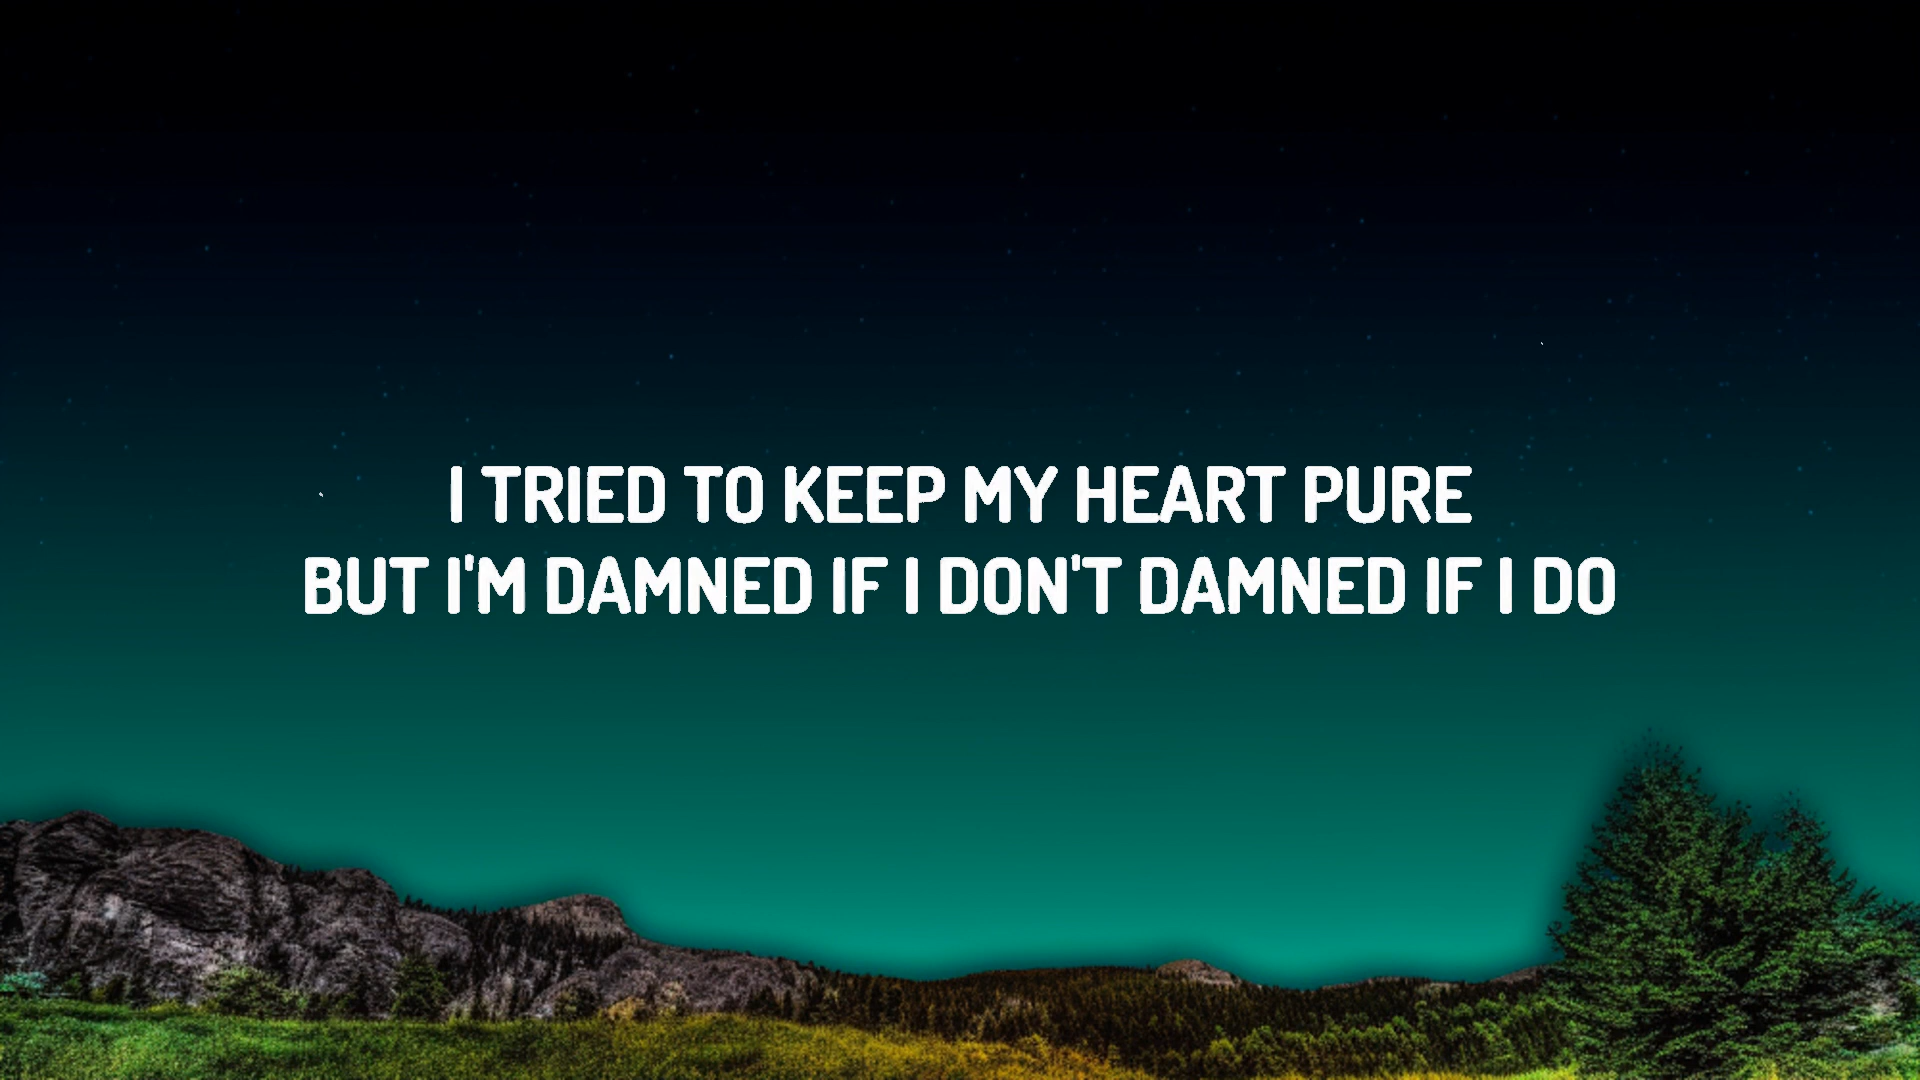 I TRIED TO KEEP MY HEART PURE
BUT I'M DAMNED IF I DON'T DAMNED IF I DO